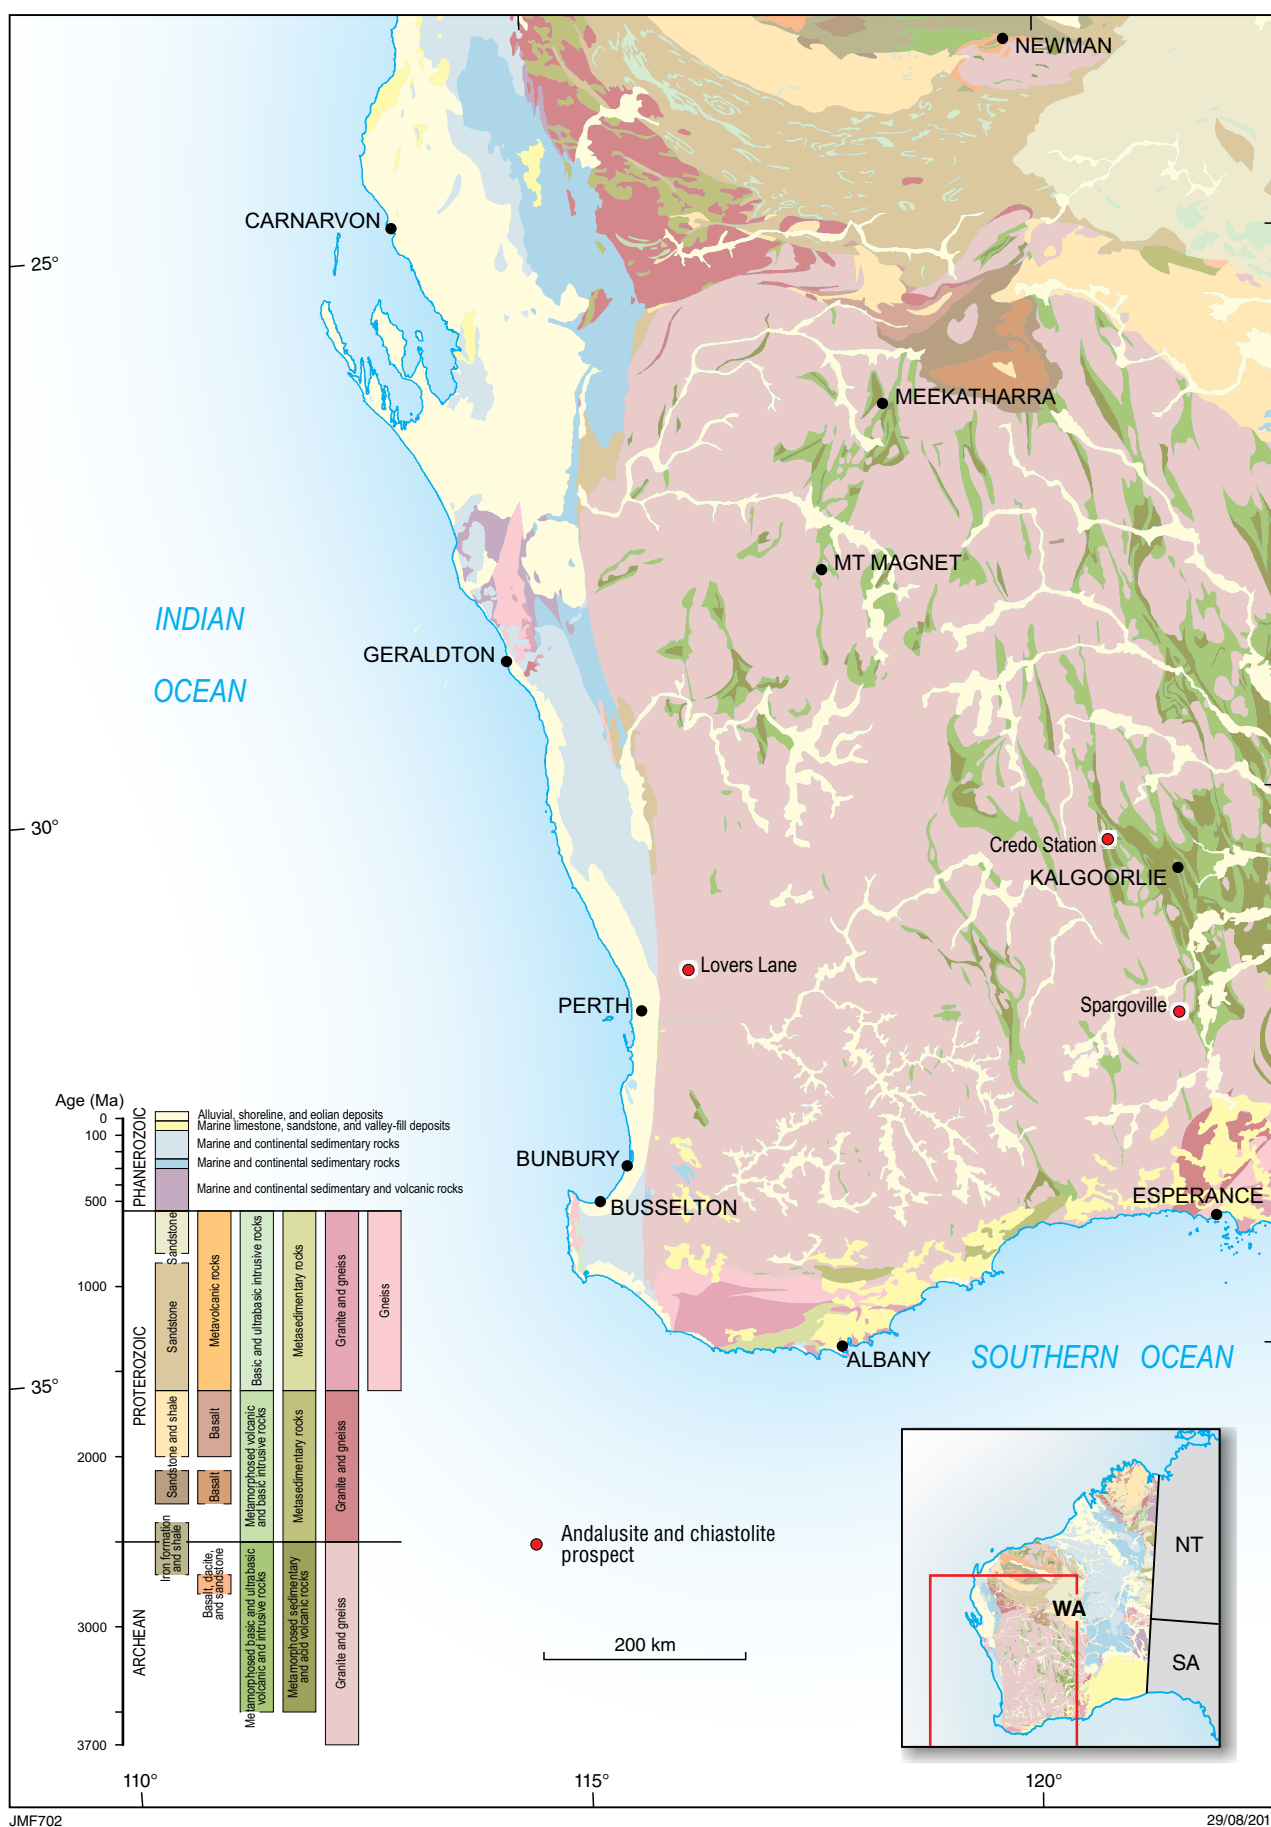 NEWMAN
CARNARVON
25°
MEEKATHARRA
MT MAGNET
INDIAN
OCEAN
GERALDTON
30°
Credo Station
KALGOORLIE
Lovers Lane
PERTH
Spargoville
BUNBURY
BUSSELTON
ESPERANCE
ALBANY
SOUTHERN OCEAN
35°
Age (Ma)
0
100
500
1000
2000
3000
3700
PHANEROZOIC
PROTEROZOIC
ARCHEAN
Alluvial, shoreline, and eolian deposits
Marine limestone, sandstone, and valley-fill deposits
Marine and continental sedimentary rocks
Marine and continental sedimentary rocks
Marine and continental sedimentary and volcanic rocks
Sandstone
Sandstone
Metavolcanic rocks
Basic and ultrabasic intrusive rocks
Metasedimentary rocks
Granite and gneiss
Gneiss
Sandstone and shale
Basalt
Basalt
Metamorphosed volcanic
and basic intrusive rocks
Metasedimentary rocks
Granite and gneiss
Iron formation
and shale
Basalt, dacite,
and sandstone
Metamorphosed basic and ultrabasic
volcanic and intrusive rocks
Metamorphosed sedimentary
and acid volcanic rocks
Granite and gneiss
Andalusite and chiastolite
prospect
200 km
NT
WA
SA
110°
115°
120°
JMF702
29/08/201